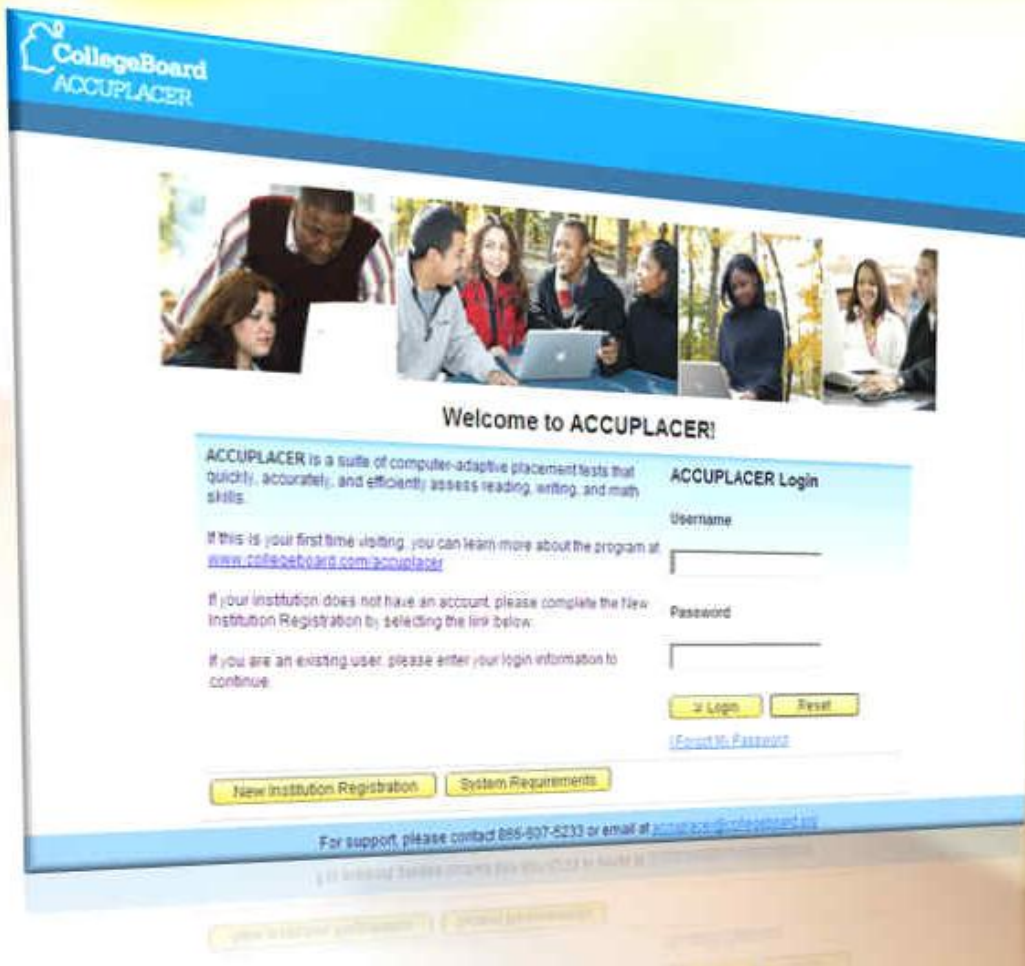 CollegeBoard
ACCUPLACER
Welcome to ACCUPLACER!
ACCUPLACER is a suite of computer-adaptive placement tests that
quickly, accurately, and efficiently assess reading, writing, and math
skills.
If this is your first time visiting, you can learn more about the program at
www.collegeboard.com/accuplacer
If your institution does not have an account, please complete the New
Institution Registration by selecting the link below.
If you are an existing user, please enter your login information to
continue.
ACCUPLACER Login
Username
Password
Login
Reset
I Forgot My Password
New Institution Registration
System Requirements
For support, please contact 866-607-5233 or email at accuplacer@collegeboard.org